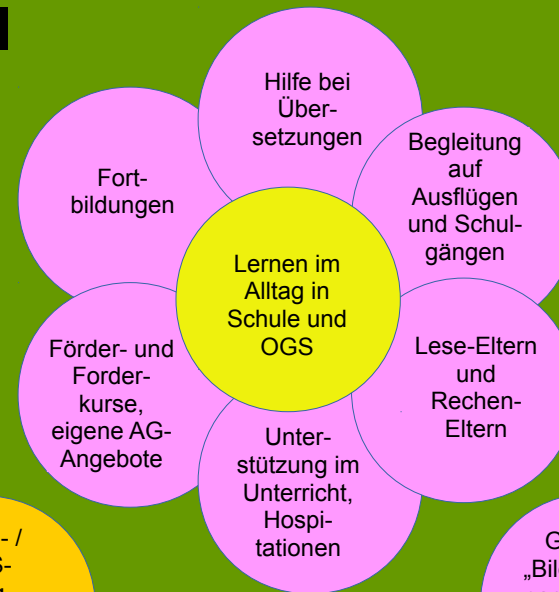 Hilfe bei
Über-
setzungen
Begleitung
auf
Ausflügen
und Schul-
gängen
Fort-
bildungen
Lernen im
Alltag in
Schule und
OGS
Lese-Eltern
und
Rechen-
Eltern
Förder- und
Forder-
kurse,
eigene AG-
Angebote
Unter-
stützung im
Unterricht,
Hospi-
tationen